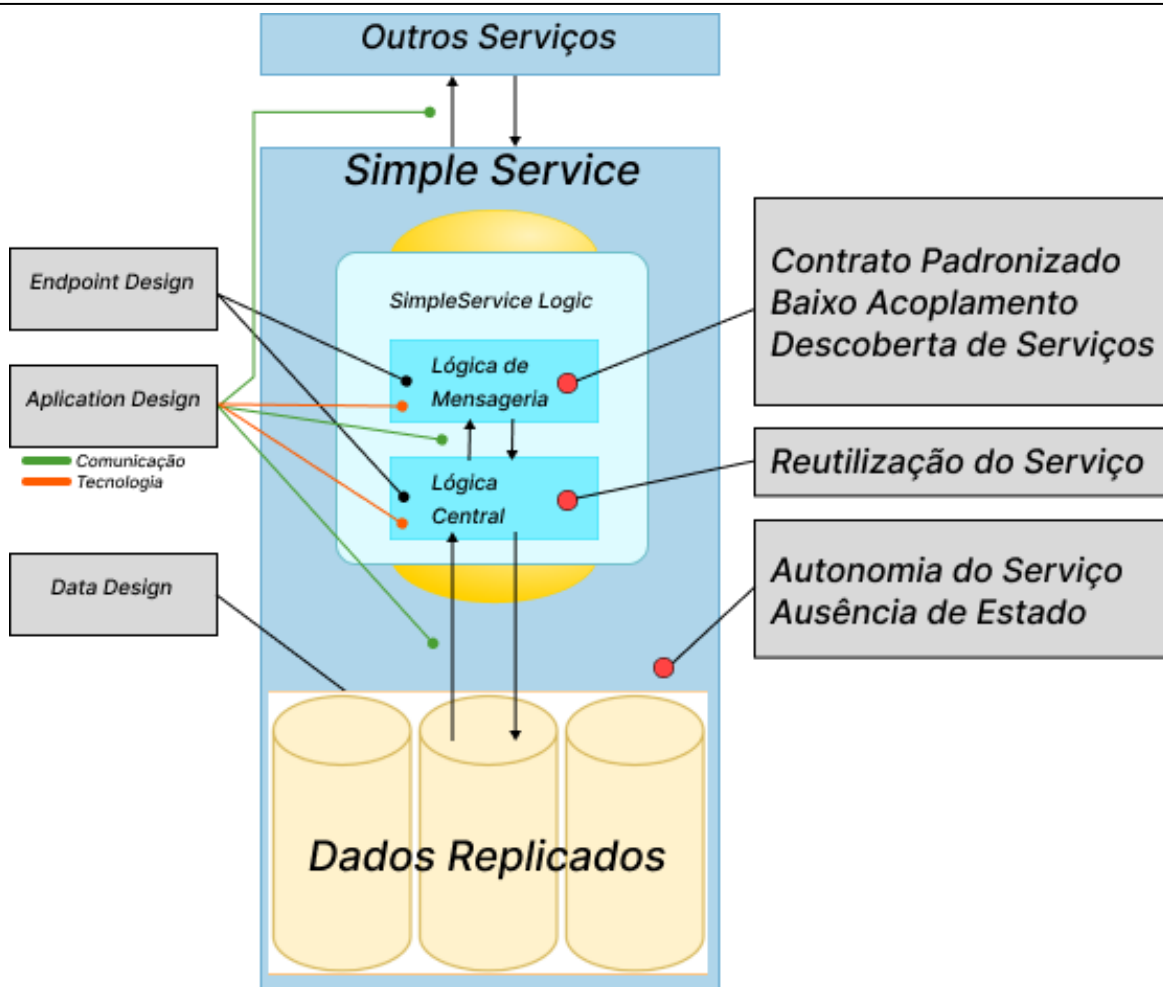 Outros Serviços
Simple Service
Endpoint Design
SimpleService Logic
Contrato Padronizado
Baixo Acoplamento
Descoberta de Serviços
Lógica de
Mensageria
Aplication Design
Comunicação
Tecnologia
Reutilização do Serviço
Lógica
Central
Data Design
Autonomia do Serviço
Ausência de Estado
Dados Replicados